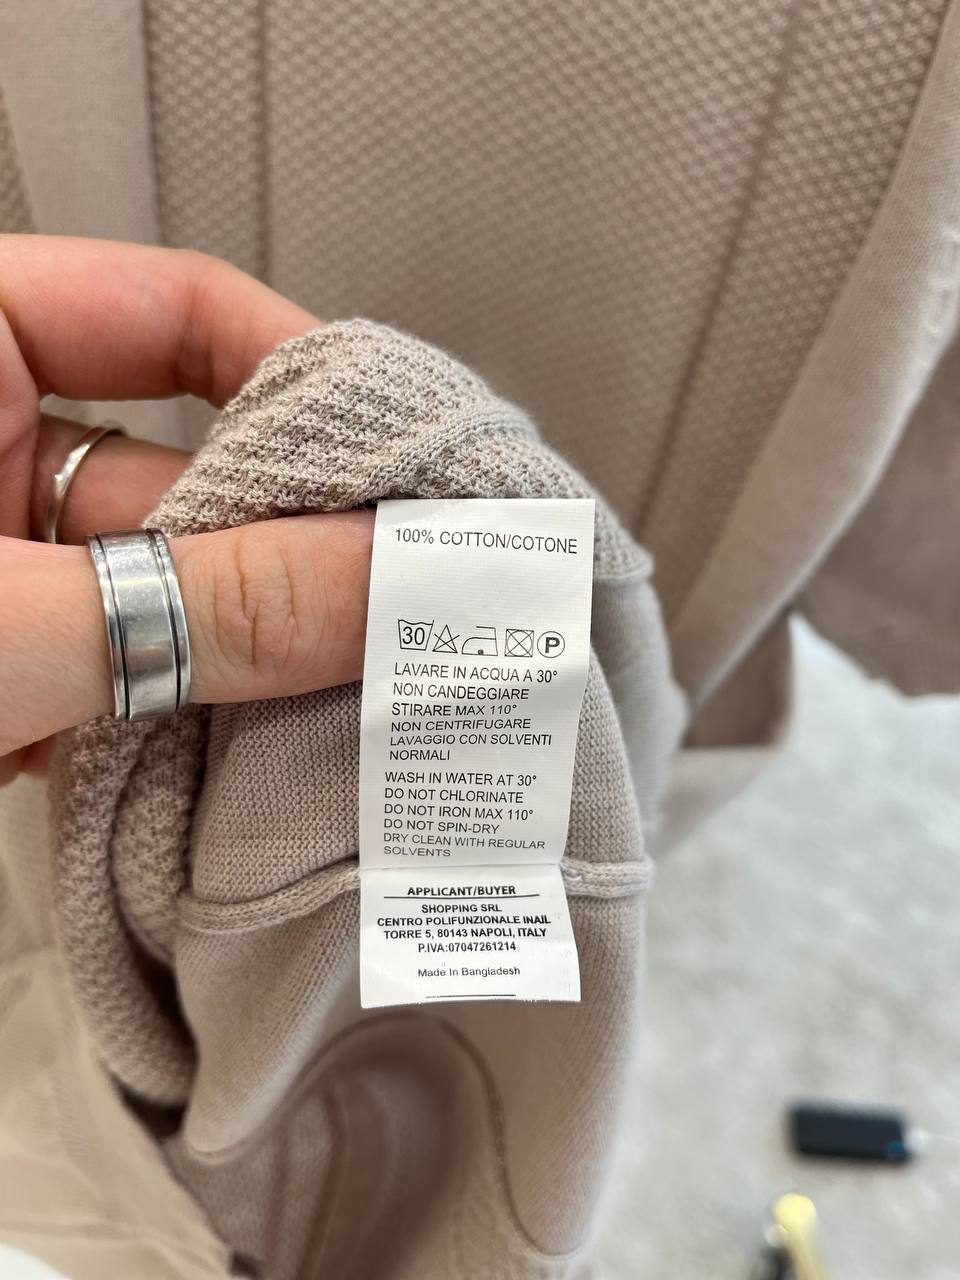 100% COTTON/COTONE
30 P
LAVARE IN ACQUA A 30°
NON CANDEGGIARE
STIRARE MAX 110°
NON CENTRIFUGARE
LAVAGGIO CON SOLVENTI
NORMALI
WASH IN WATER AT 30°
DO NOT CHLORINATE
DO NOT IRON MAX 110°
DO NOT SPIN-DRY
DRY CLEAN WITH REGULAR
SOLVENTS
APPLICANT/BUYER
SHOPPING SRL
CENTRO POLIFUNZIONALE INAIL
TORRE 5, 80143 NAPOLI, ITALY
P.IVA:07047261214
Made In Bangladesh